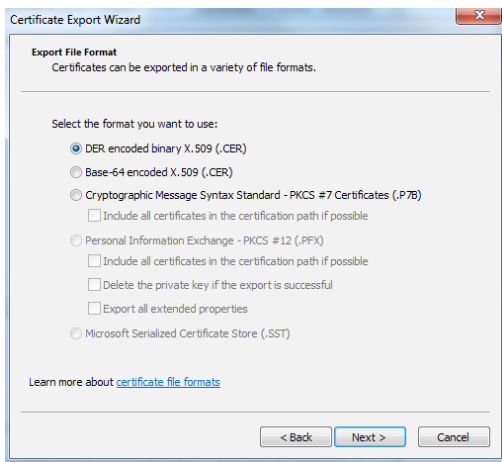 Certificate Export Wizard
Export File Format
Certificates can be exported in a variety of file formats.
Select the format you want to use:
DER encoded binary X.509 (.CER)
Base-64 encoded X.509 (.CER)
Cryptographic Message Syntax Standard - PKCS #7 Certificates (.P7B)
Include all certificates in the certification path if possible
Personal Information Exchange - PKCS #12 (.PFX)
Include all certificates in the certification path if possible
Delete the private key if the export is successful
Export all extended properties
Microsoft Serialized Certificate Store (.SST)
Learn more about certificate file formats
< Back Next > Cancel